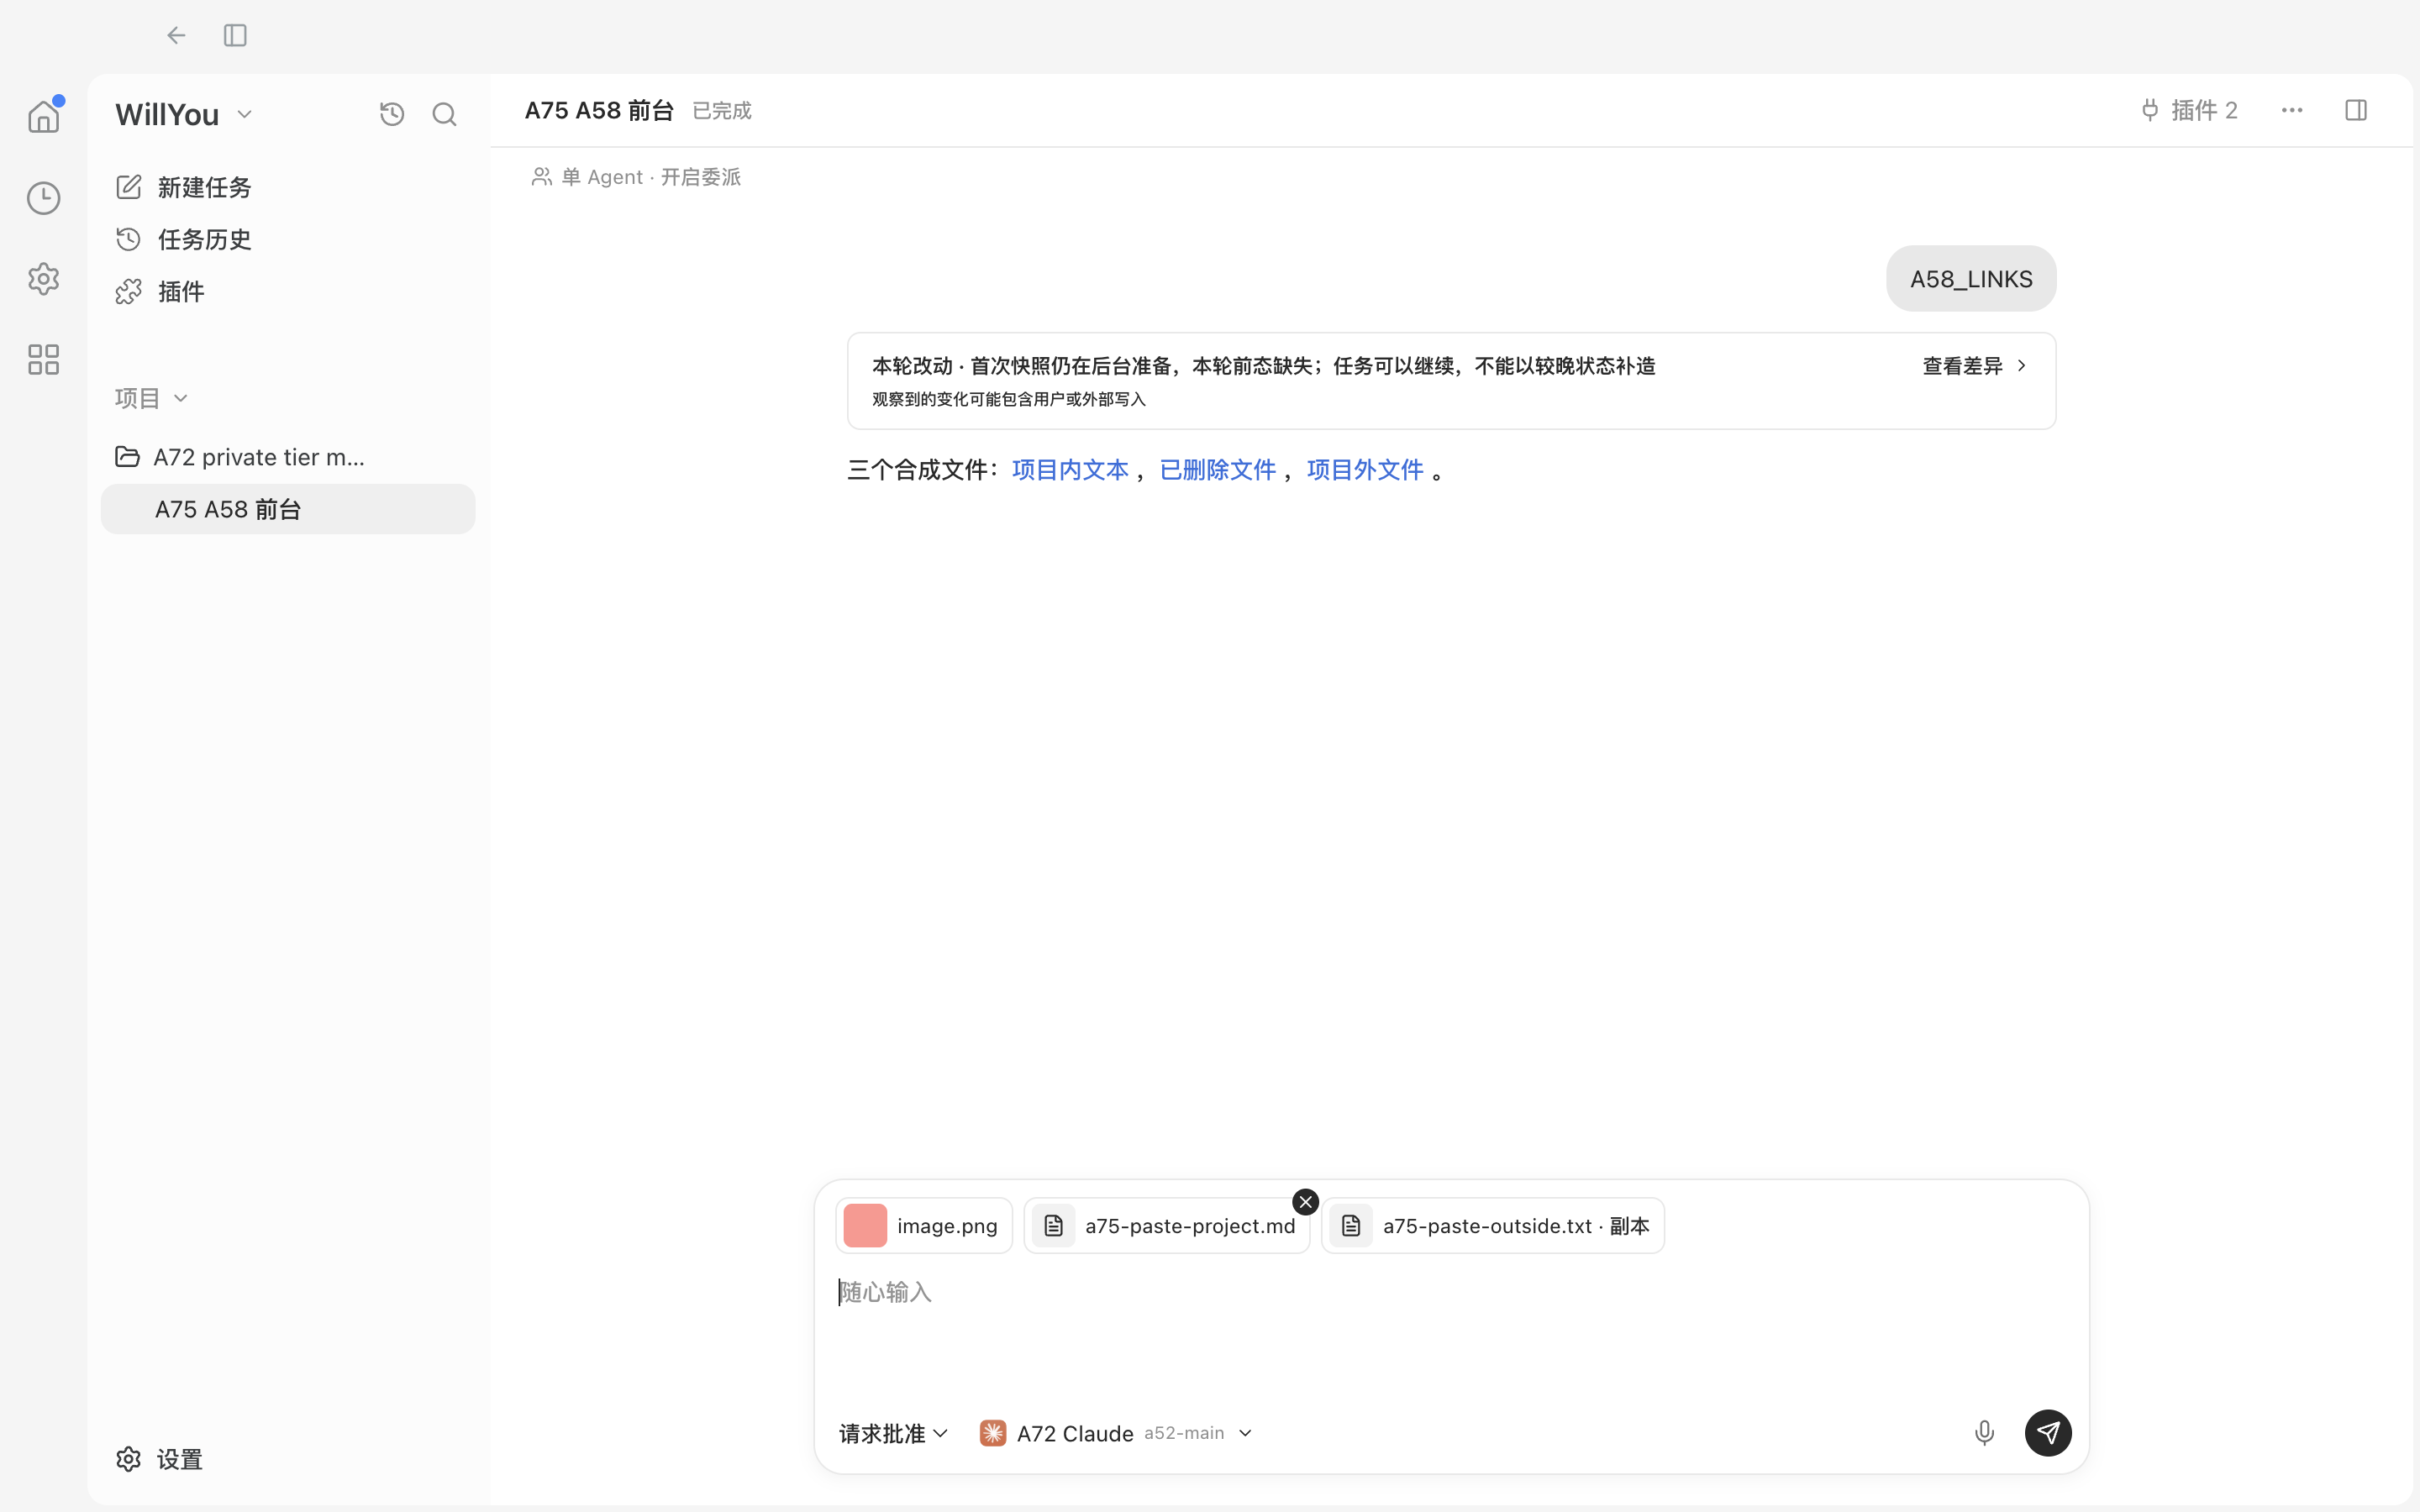 WillYou
新建任务
任务历史
插件
项目
A72 private tier m...
A75 A58 前台
设置
A75 A58 前台 已完成
插件 2
单 Agent · 开启委派
A58_LINKS
本轮改动 · 首次快照仍在后台准备，本轮前态缺失；任务可以继续，不能以较晚状态补造
查看差异
观察到的变化可能包含用户或外部写入
三个合成文件：项目内文本，已删除文件，项目外文件。
image.png
a75-paste-project.md
a75-paste-outside.txt · 副本
随心输入
请求批准
A72 Claude a52-main